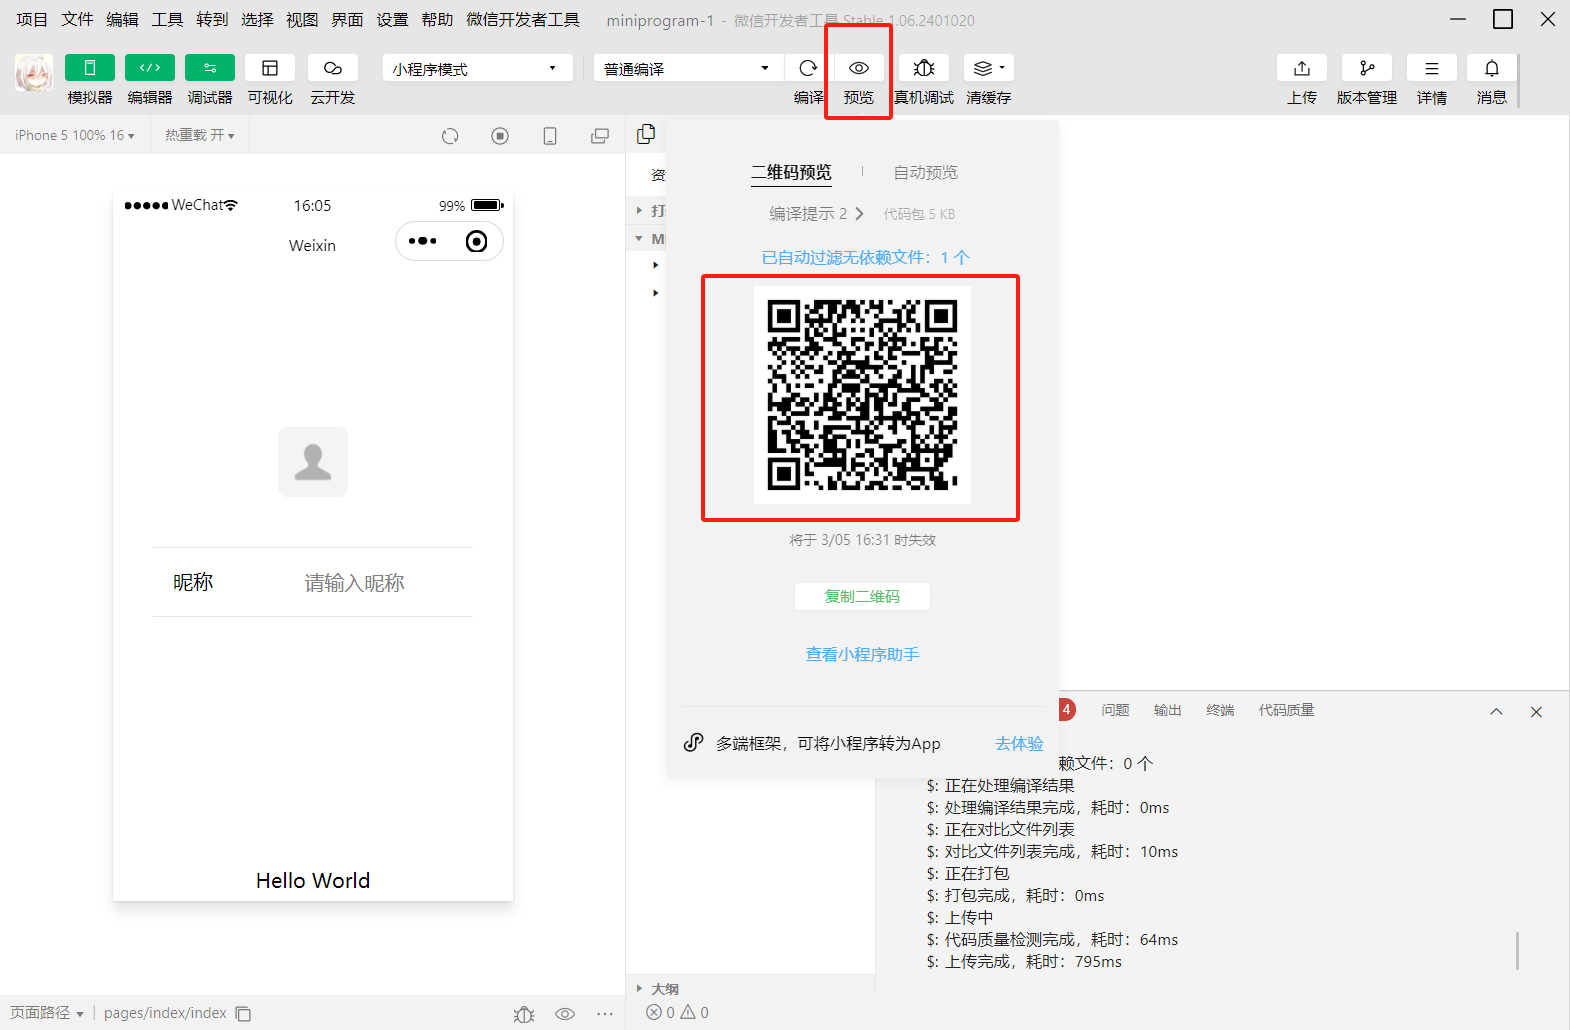 项目 文件 编辑 工具 转到 选择 视图 界面 设置 帮助 微信开发者工具 miniprogram-1 - 微信开发者工具 Stable 1.06.2401020
小程序模式 普通编译
模拟器 编辑器 调试器 可视化 云开发 编译 预览 真机调试 清缓存 上传 版本管理 详情 消息
iPhone 5 100% 16 热重载 开
WeChat 16:05 99%
Weixin
昵称 请输入昵称
Hello World
页面路径 pages/index/index
资
打
MI
二维码预览 自动预览
编译提示 2 代码包 5 KB
已自动过滤无依赖文件：1 个
将于 3/05 16:31 时失效
复制二维码
查看小程序助手
多端框架，可将小程序转为App 去体验
4 问题 输出 终端 代码质量
赖文件：0 个
$: 正在处理编译结果
$: 处理编译结果完成，耗时：0ms
$: 正在对比文件列表
$: 对比文件列表完成，耗时：10ms
$: 正在打包
$: 打包完成，耗时：0ms
$: 上传中
$: 代码质量检测完成，耗时：64ms
$: 上传完成，耗时：795ms
大纲
0 0